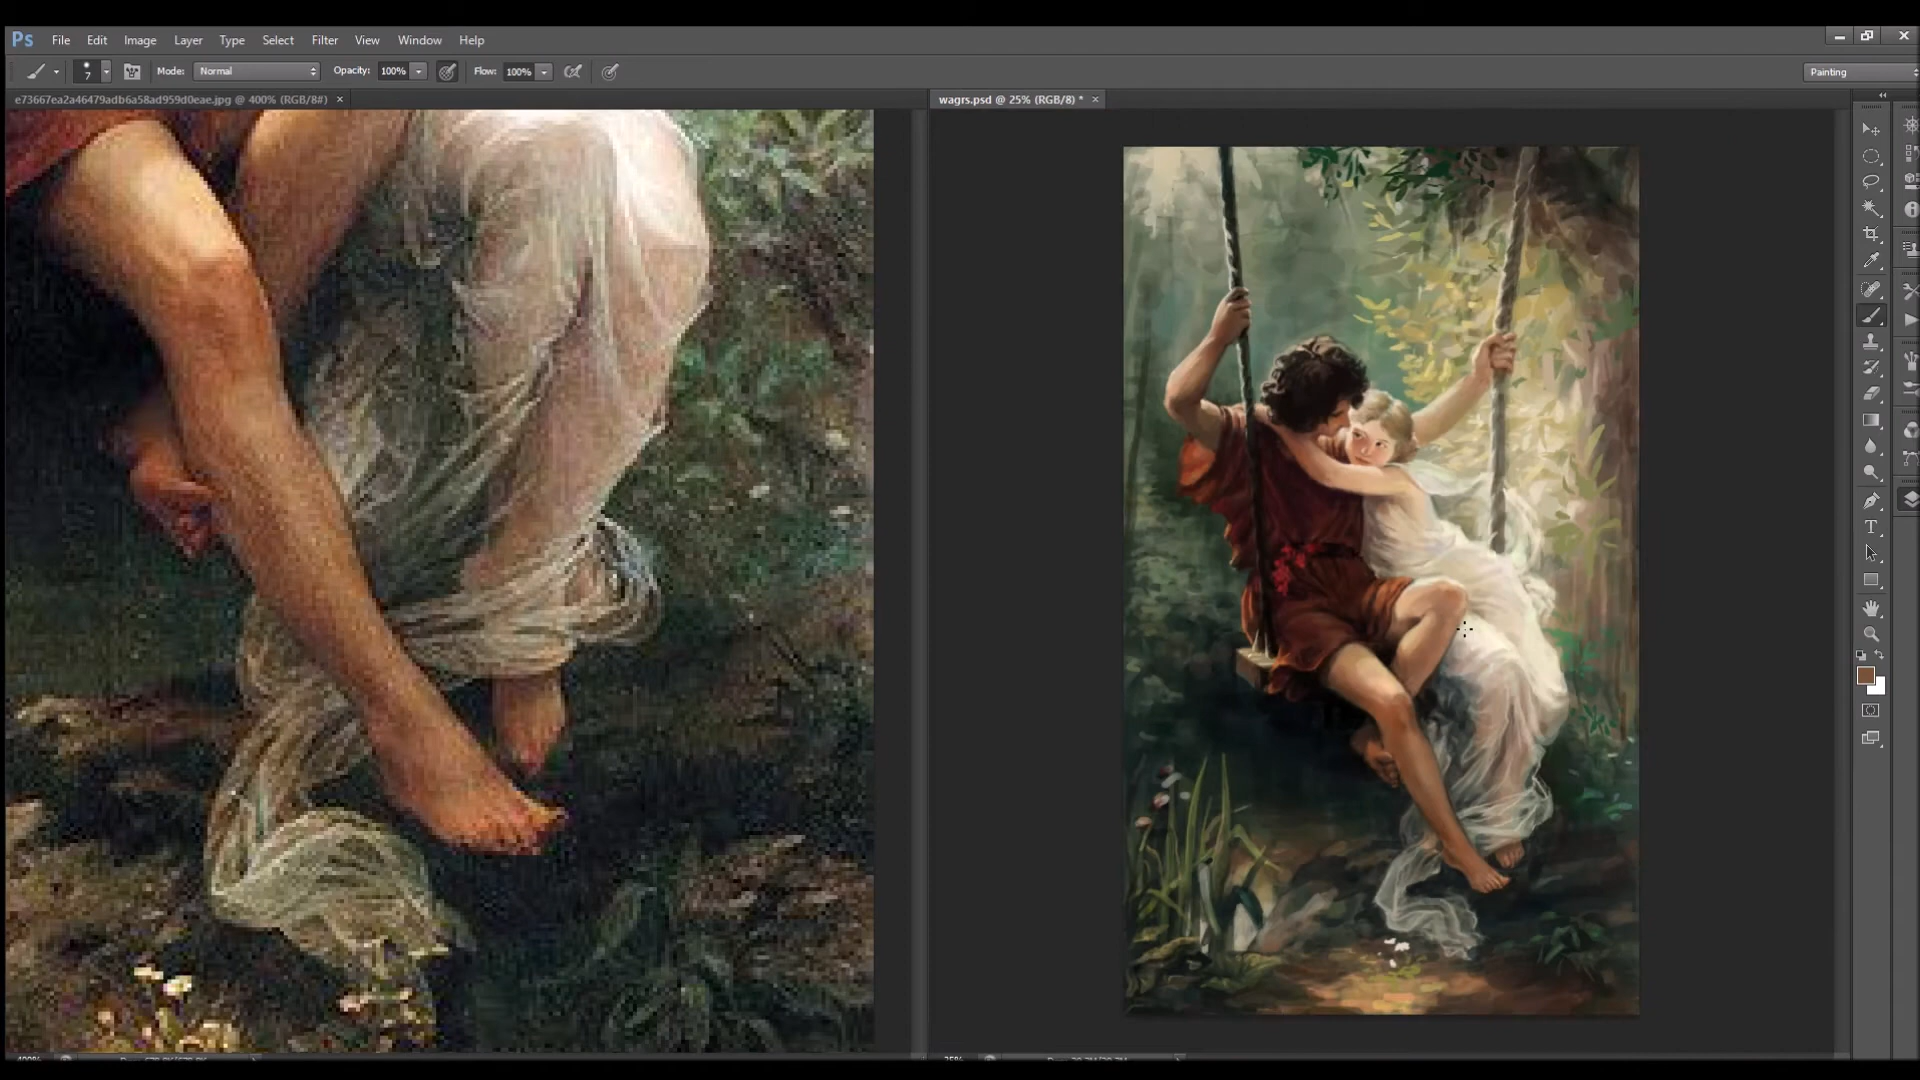 Ps File Edit Image Layer Type Select Filter View Window Help
7 Mode: Normal Opacity: 100% Flow: 100% Painting
e73667ea2a46479adb6a58ad959d0eae.jpg @ 400% (RGB/8#) × wagrs.psd @ 25% (RGB/8) * ×
T